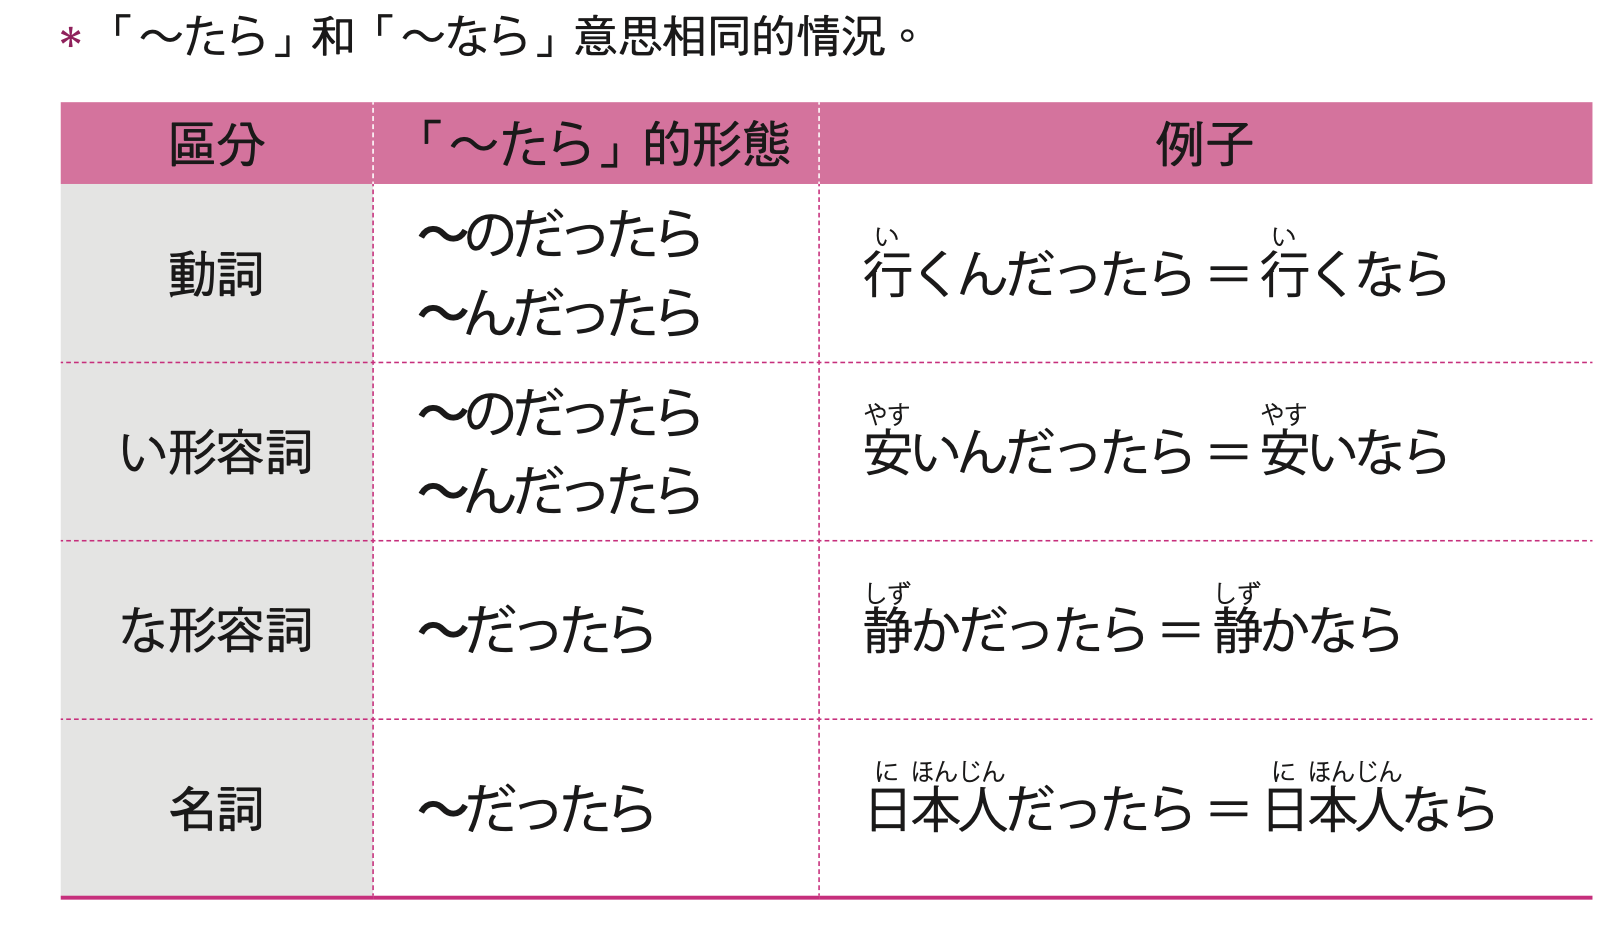 * 「～たら」和「～なら」意思相同的情況。
區分 「～たら」的形態 例子
動詞
～のだったら
～んだったら
い い
行くんだったら＝行くなら
い形容詞
～のだったら
～んだったら
やす やす
安いんだったら＝安いなら
な形容詞
～だったら
しず しず
静かだったら＝静かなら
名詞
～だったら
に ほんじん に ほんじん
日本人だったら＝日本人なら